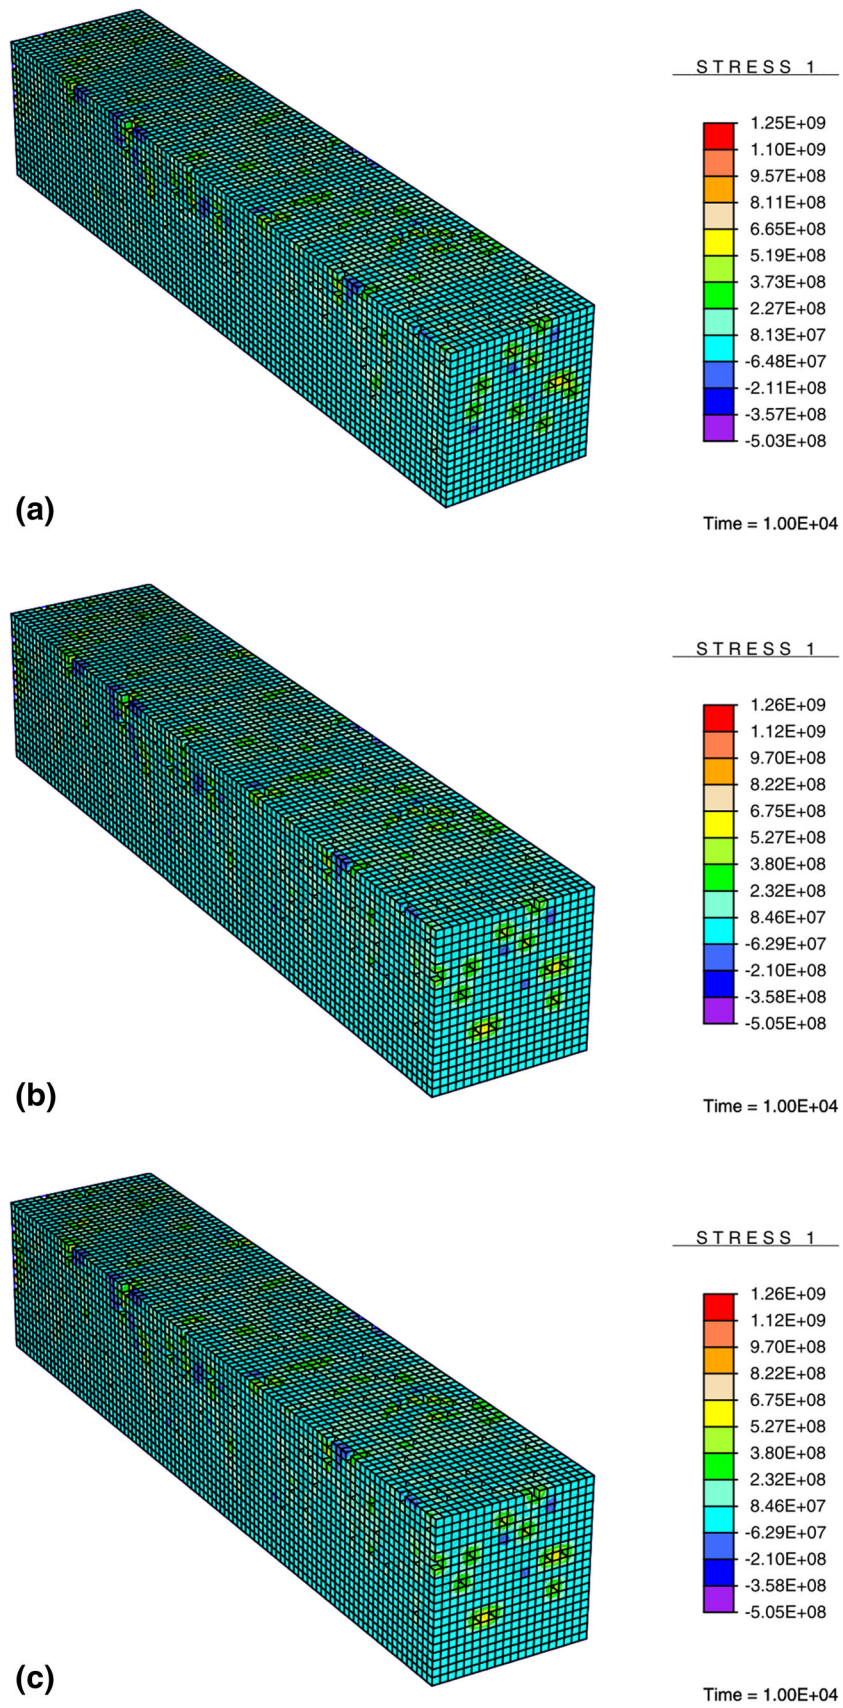 STRESS 1
1.25E+09
1.10E+09
9.57E+08
8.11E+08
6.65E+08
5.19E+08
3.73E+08
2.27E+08
8.13E+07
-6.48E+07
-2.11E+08
-3.57E+08
-5.03E+08
(a)
Time = 1.00E+04
STRESS 1
1.26E+09
1.12E+09
9.70E+08
8.22E+08
6.75E+08
5.27E+08
3.80E+08
2.32E+08
8.46E+07
-6.29E+07
-2.10E+08
-3.58E+08
-5.05E+08
(b)
Time = 1.00E+04
STRESS 1
1.26E+09
1.12E+09
9.70E+08
8.22E+08
6.75E+08
5.27E+08
3.80E+08
2.32E+08
8.46E+07
-6.29E+07
-2.10E+08
-3.58E+08
-5.05E+08
(c)
Time = 1.00E+04